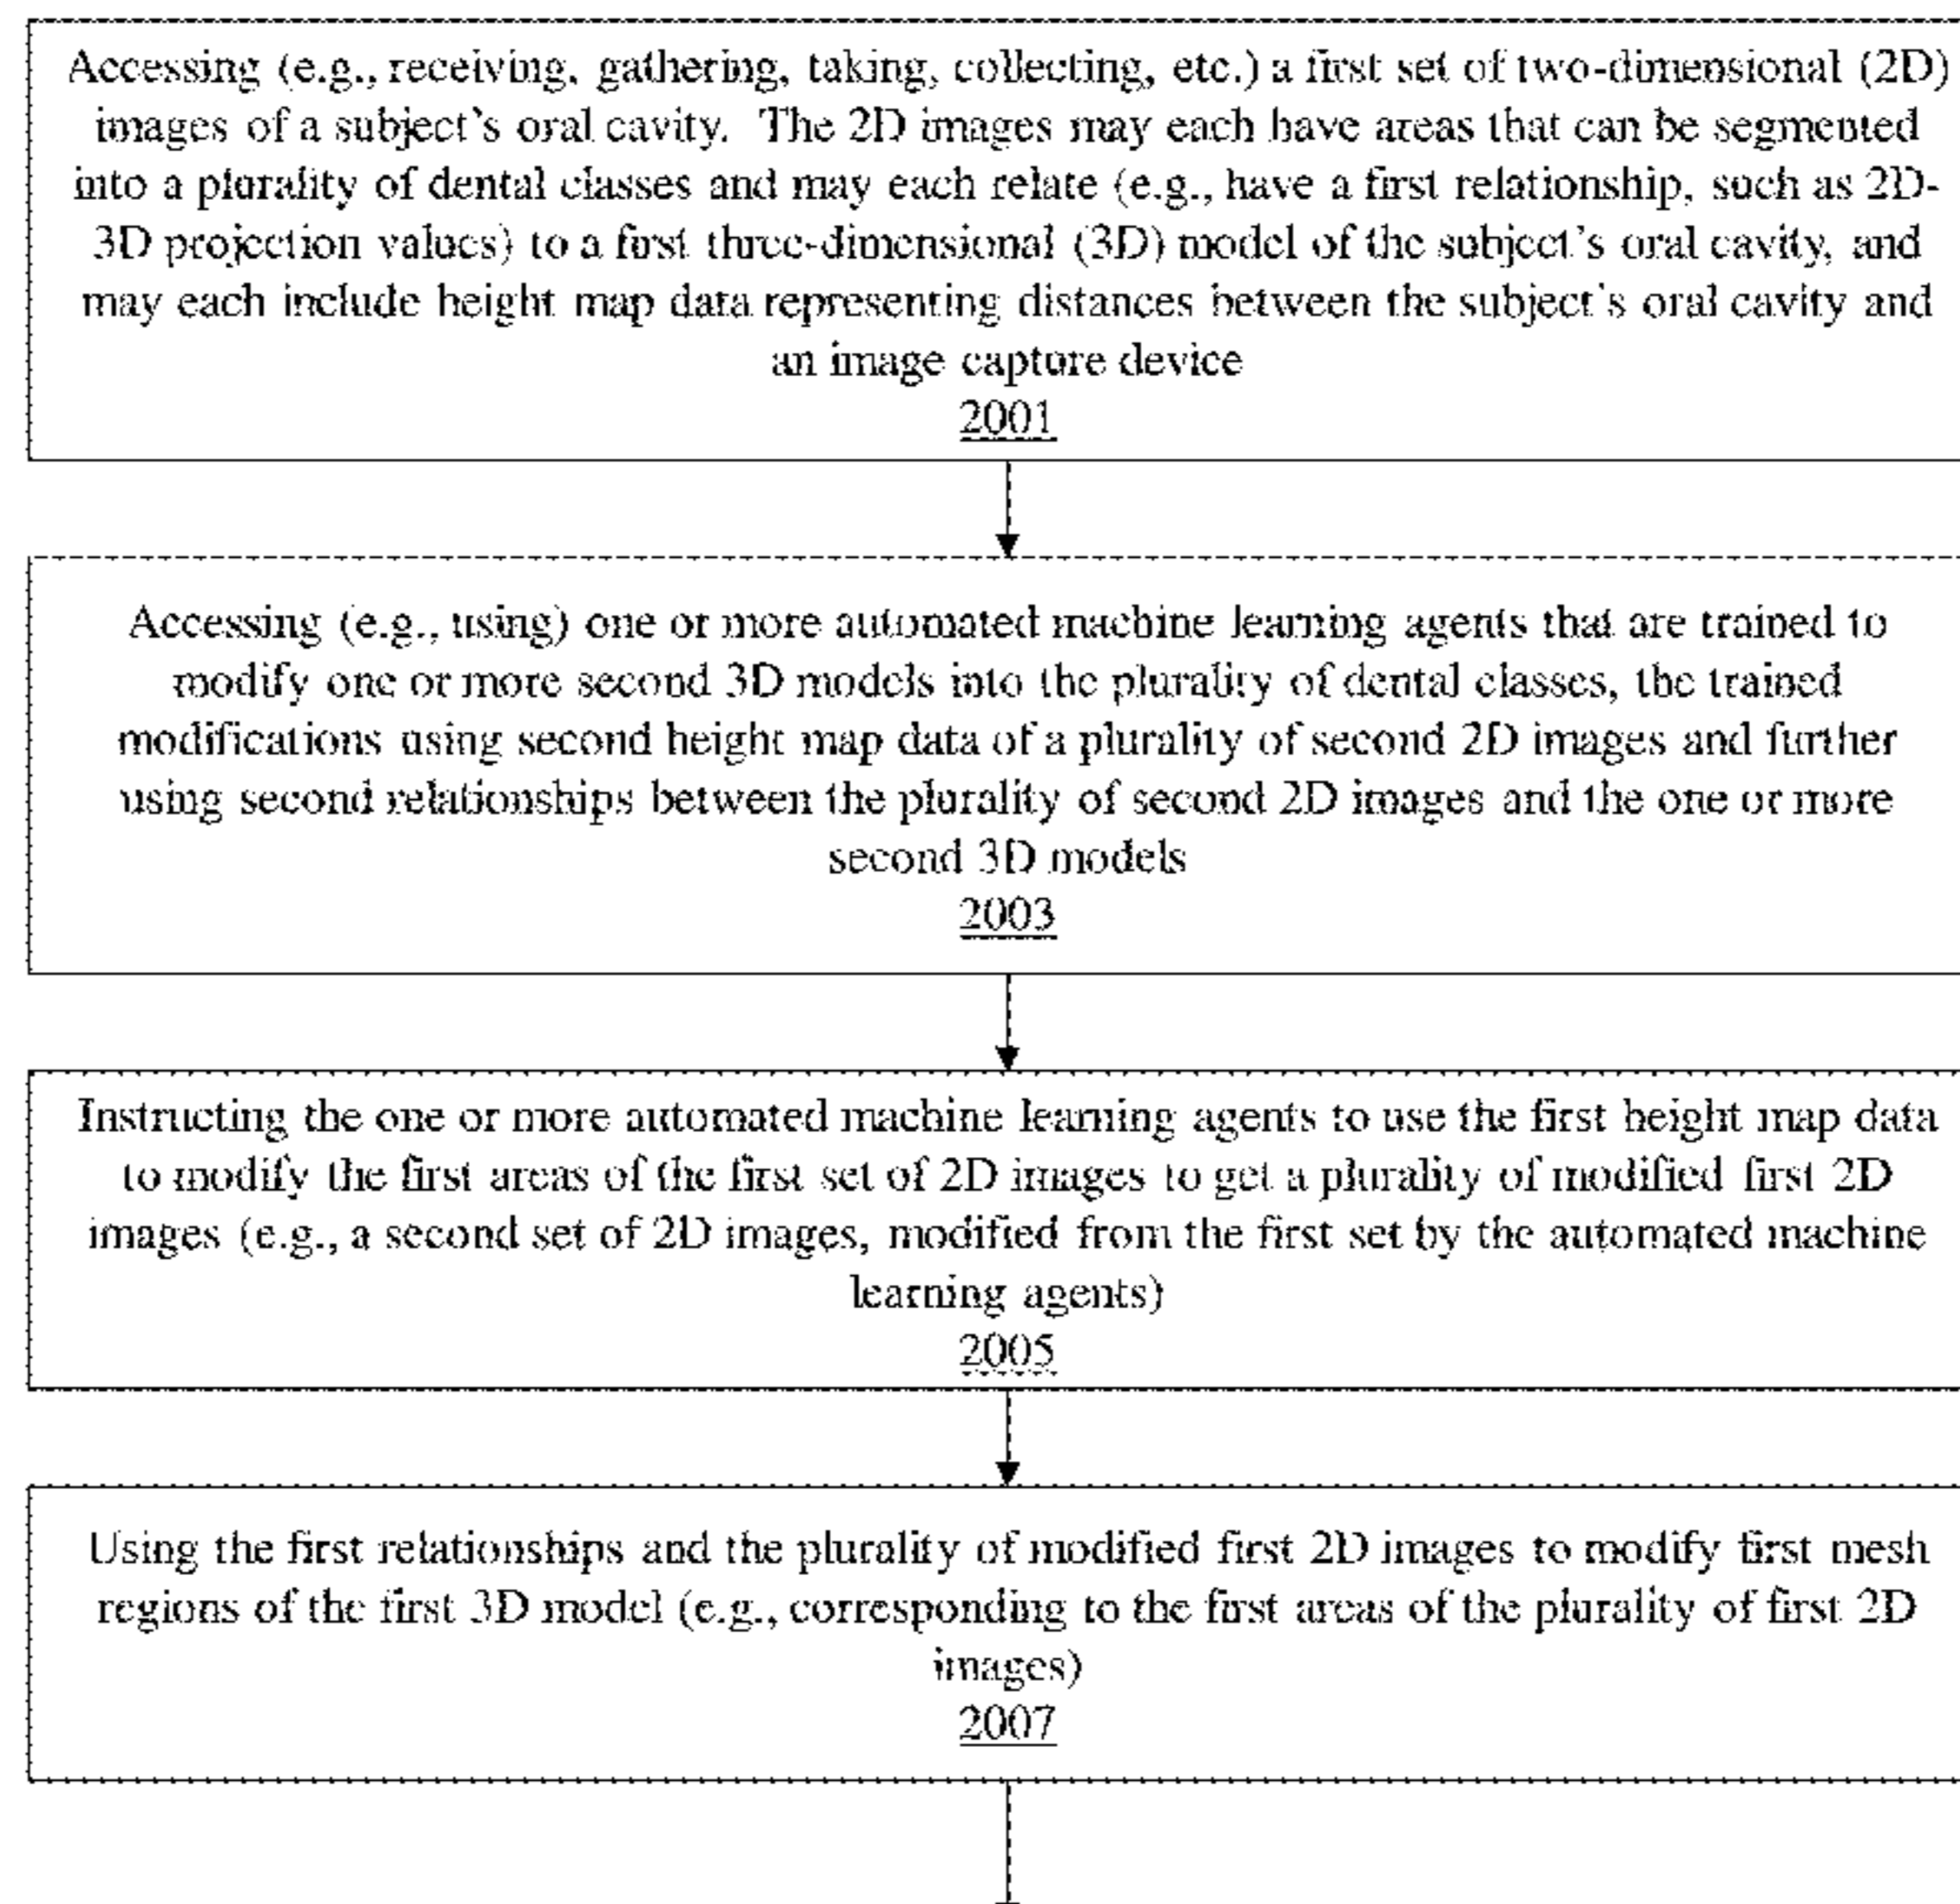 Accessing (e.g., receiving, gathering, taking, collecting, etc.) a first set of two-dimensional (2D)
images of a subject's oral cavity. The 2D images may each have areas that can be segmented
into a plurality of dental classes and may each relate (e.g., have a first relationship, such as 2D-
3D projection values) to a first three-dimensional (3D) model of the subject's oral cavity, and
may each include height map data representing distances between the subject's oral cavity and
an image capture device
2001
Accessing (e.g., using) one or more automated machine learning agents that are trained to
modify one or more second 3D models into the plurality of dental classes, the trained
modifications using second height map data of a plurality of second 2D images and further
using second relationships between the plurality of second 2D images and the one or more
second 3D models
2003
Instructing the one or more automated machine learning agents to use the first height map data
to modify the first areas of the first set of 2D images to get a plurality of modified first 2D
images (e.g., a second set of 2D images, modified from the first set by the automated machine
learning agents)
2005
Using the first relationships and the plurality of modified first 2D images to modify first mesh
regions of the first 3D model (e.g., corresponding to the first areas of the plurality of first 2D
images)
2007